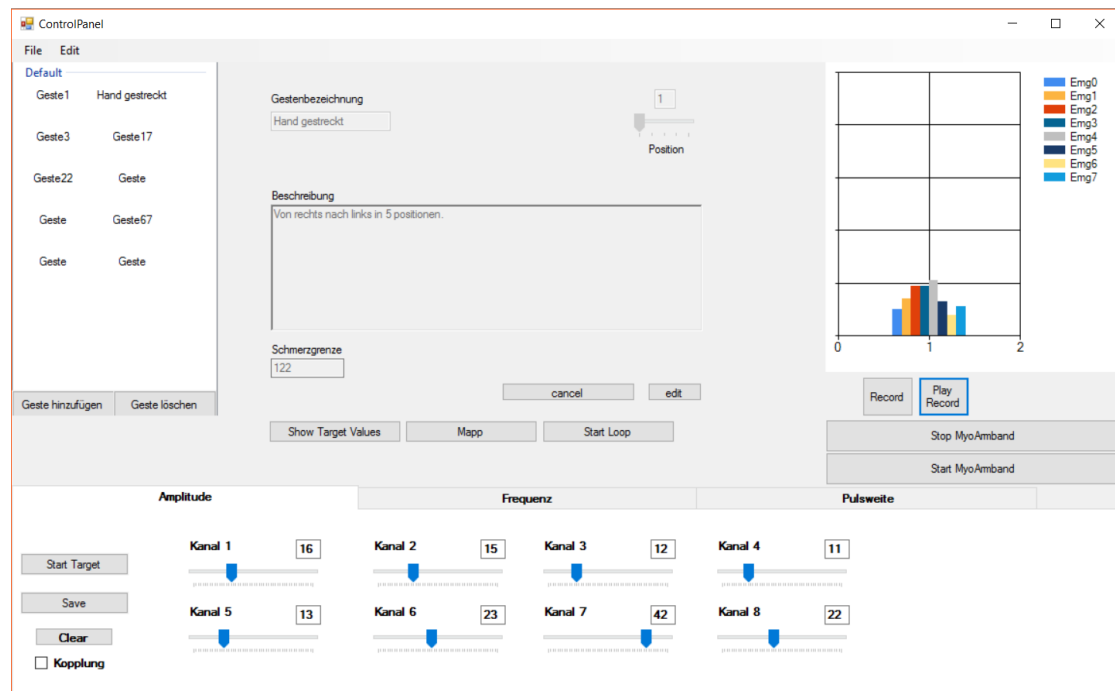 ControlPanel
File Edit
Default
Geste1 Hand gestreckt
Geste3 Geste17
Geste22 Geste
Geste Geste67
Geste Geste
Geste hinzufügen Geste löschen
Gestenbezeichnung
Hand gestreckt
1
Position
Beschreibung
Von rechts nach links in 5 positionen.
Schmerzgrenze
122
cancel edit
Show Target Values Mapp Start Loop
Emg0
Emg1
Emg2
Emg3
Emg4
Emg5
Emg6
Emg7
0 1 2
Record Play Record
Stop MyoArmband
Start MyoArmband
Amplitude Frequenz Pulsweite
Start Target
Save
Clear
Kopplung
Kanal 1 16 Kanal 2 15 Kanal 3 12 Kanal 4 11
Kanal 5 13 Kanal 6 23 Kanal 7 42 Kanal 8 22